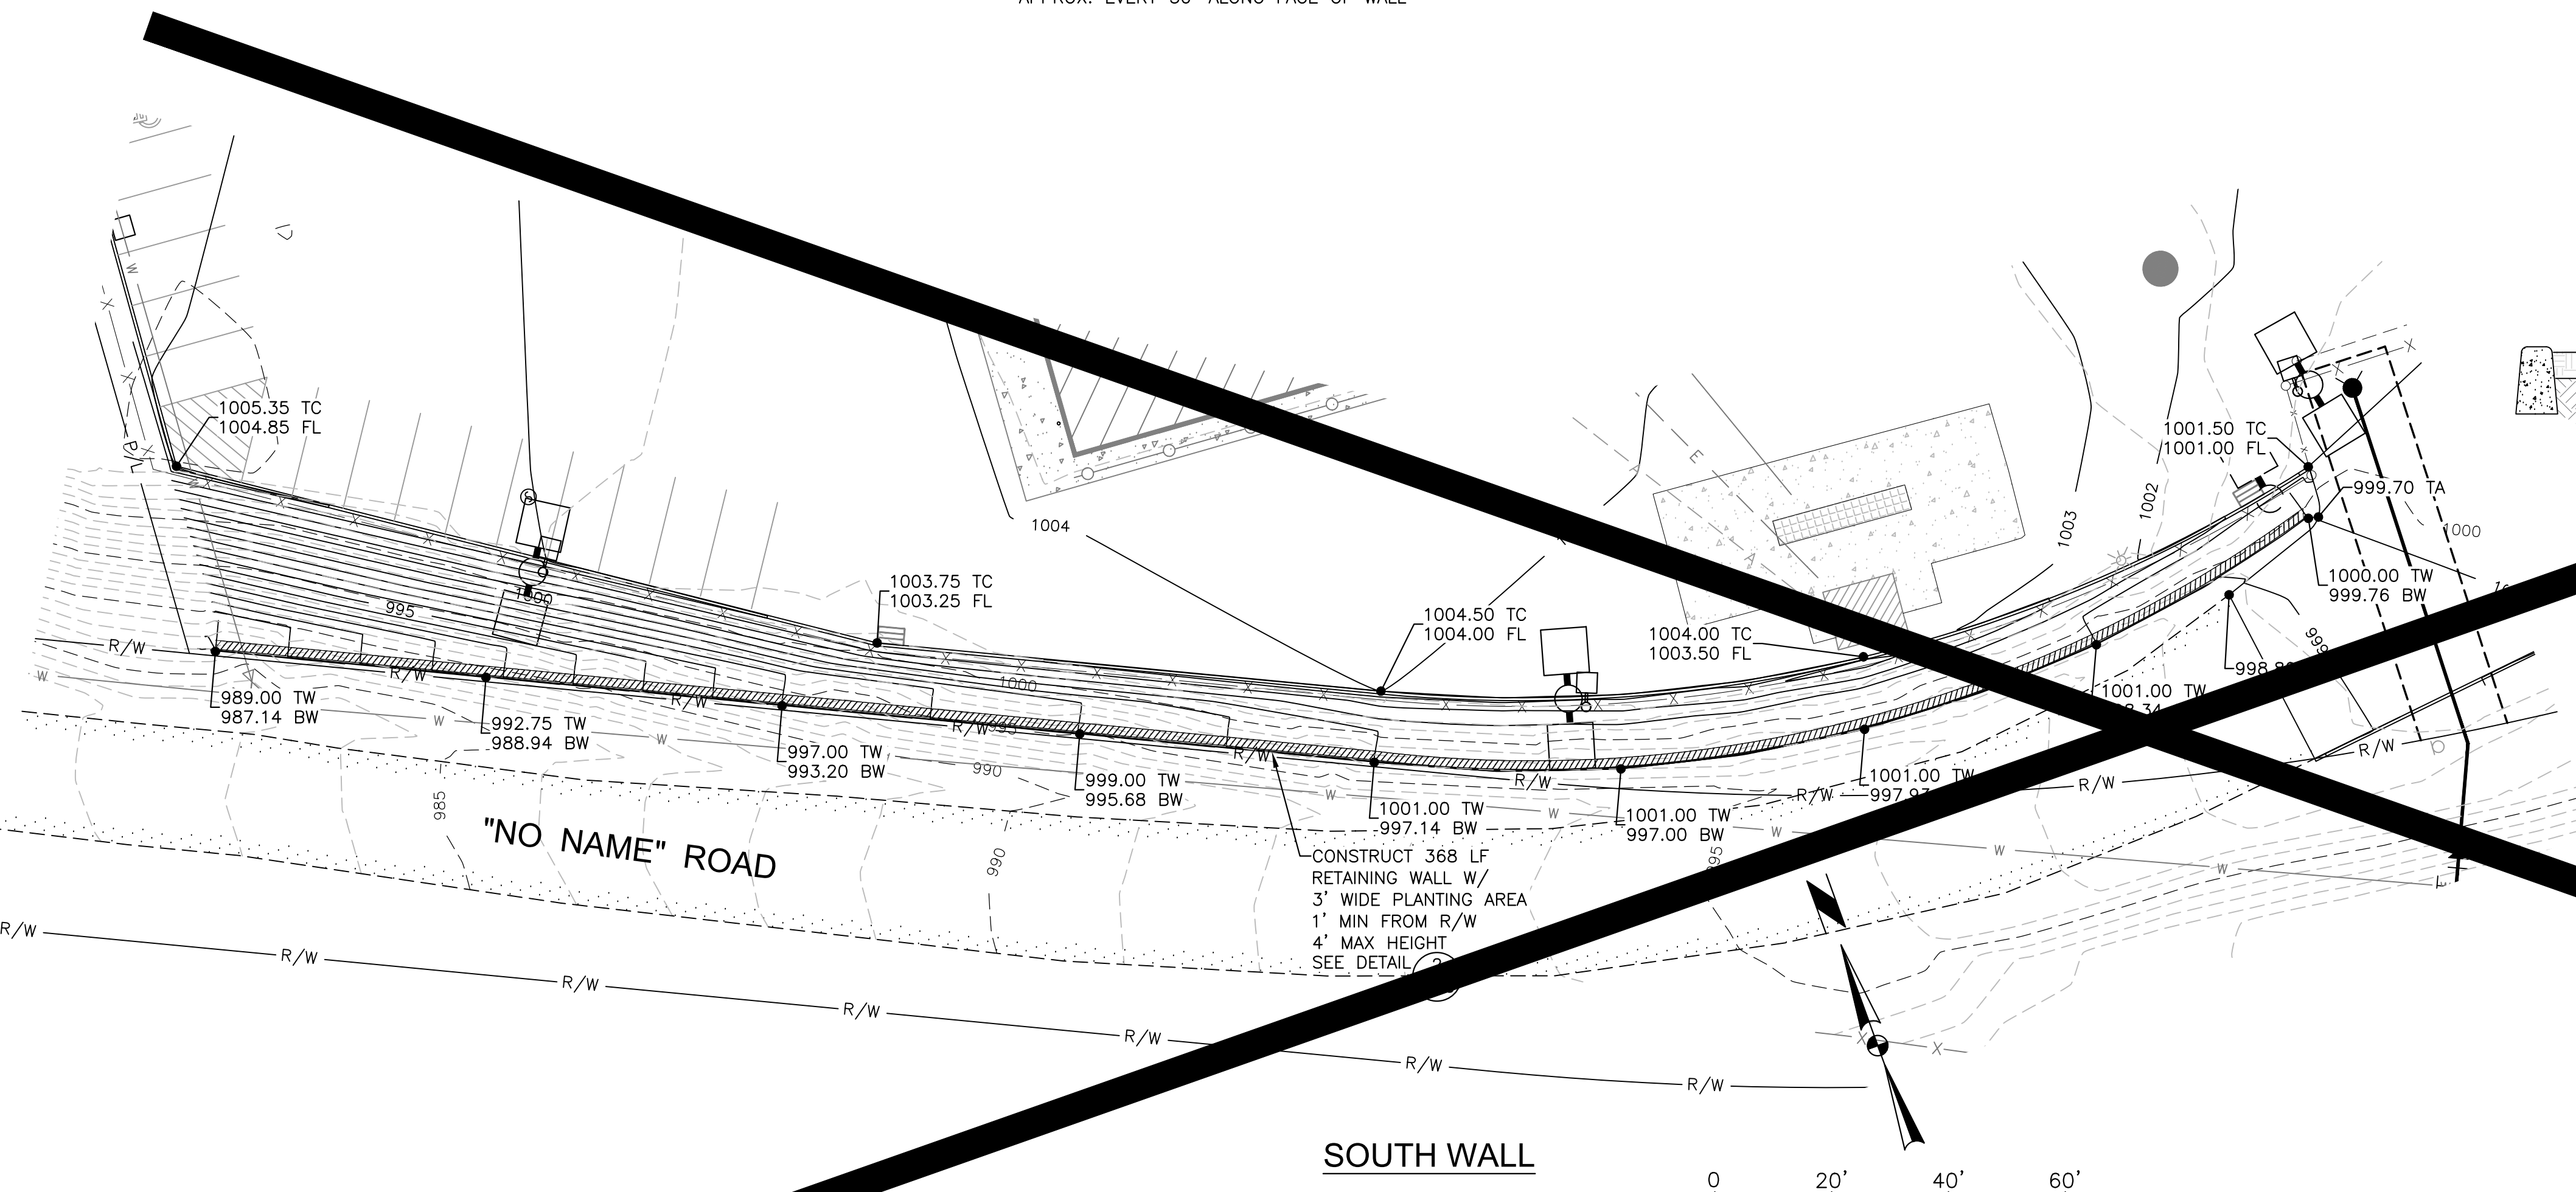 1005.35 TC
1004.85 FL
P/L
W
995
1000
1003.75 TC
1003.25 FL
1004
1000
1004.50 TC
1004.00 FL
1004.00 TC
1003.50 FL
E
1003
1002
1001.50 TC
1001.00 FL
999.70 TA
1000
1000.00 TW
999.76 BW
R/W
W
989.00 TW
987.14 BW
R/W
992.75 TW
988.94 BW
W
W
R/W
997.00 TW
993.20 BW
R/W
995
990
999.00 TW
995.68 BW
R/W
W
1001.00 TW
997.14 BW
R/W
W
1001.00 TW
997.00 BW
R/W
W
1001.00 TW
R/W
1001.00 TW
R/W
W
W
985
990
"NO NAME" ROAD
CONSTRUCT 368 LF
RETAINING WALL W/
3' WIDE PLANTING AREA
1' MIN FROM R/W
4' MAX HEIGHT
SEE DETAIL
R/W
R/W
R/W
R/W
R/W
R/W
R/W
X
X
SOUTH WALL
0 20' 40' 60'